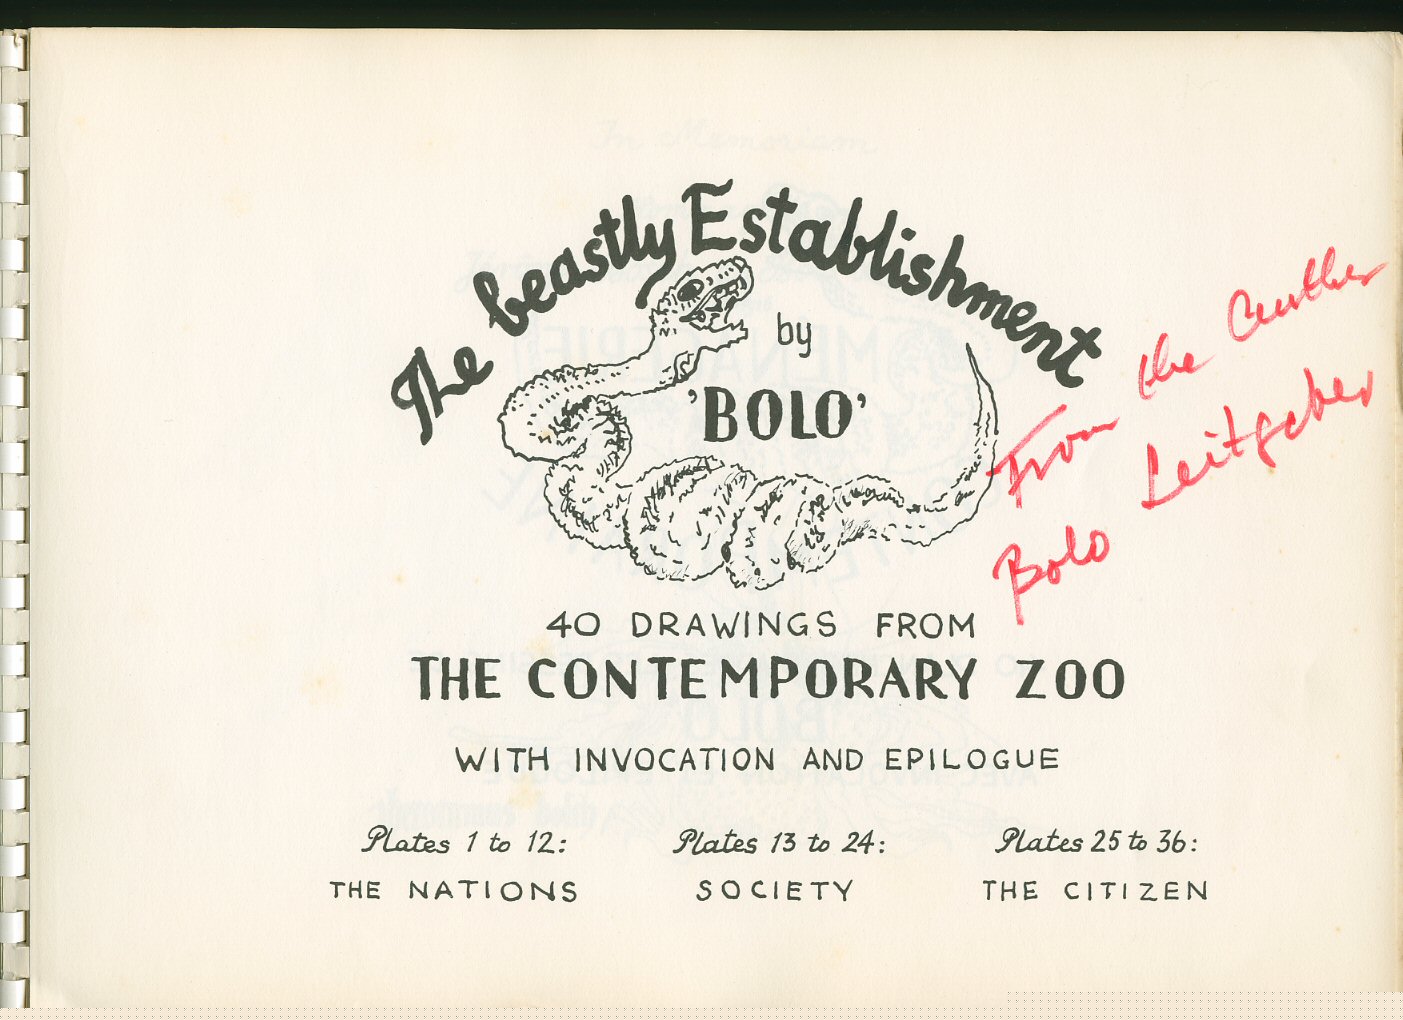 The beastly Establishment
by
'BOLO'
From the Author
Bolo Leitgeber
40 DRAWINGS FROM
THE CONTEMPORARY ZOO
WITH INVOCATION AND EPILOGUE
Plates 1 to 12:
THE NATIONS
Plates 13 to 24:
SOCIETY
Plates 25 to 36:
THE CITIZEN